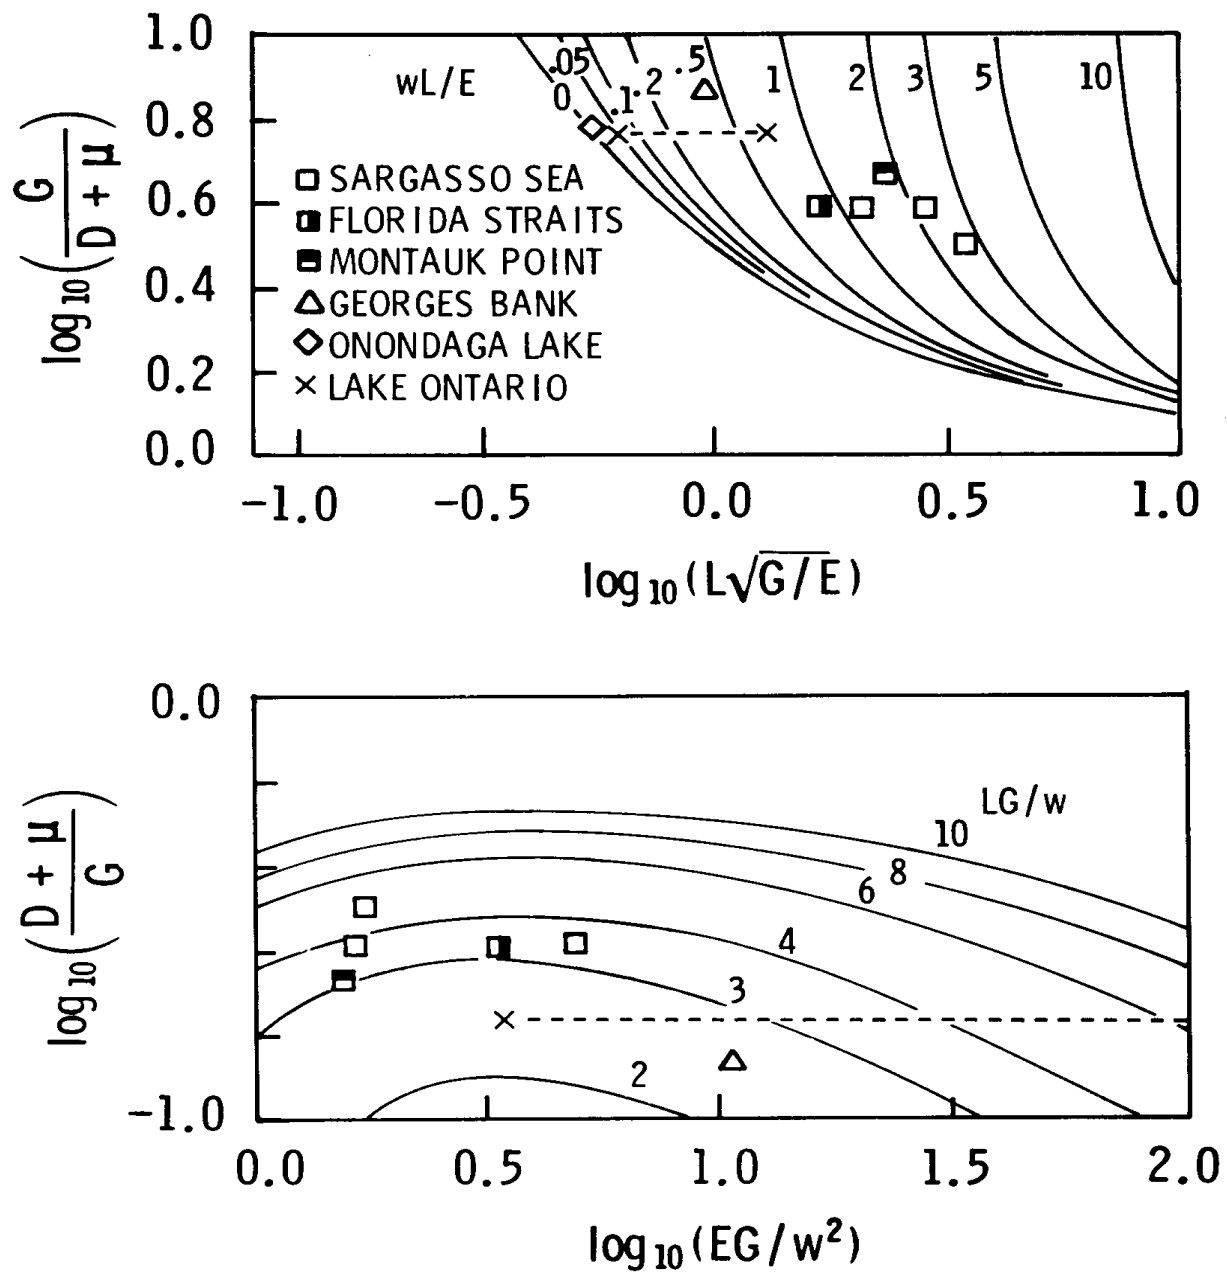 1.0
0.8
0.6
0.4
0.2
0.0
log10(G/D + μ)
wL/E
0
.05
.1
.2
.5
1
2
3
5
10
SARGASSO SEA
FLORIDA STRAITS
MONTAUK POINT
GEORGES BANK
ONONDAGA LAKE
LAKE ONTARIO
-1.0 -0.5 0.0 0.5 1.0
log10(L√G/E)
0.0
-1.0
log10(D + μ/G)
LG/w
10
8
6
4
3
2
0.0 0.5 1.0 1.5 2.0
log10(EG/w²)